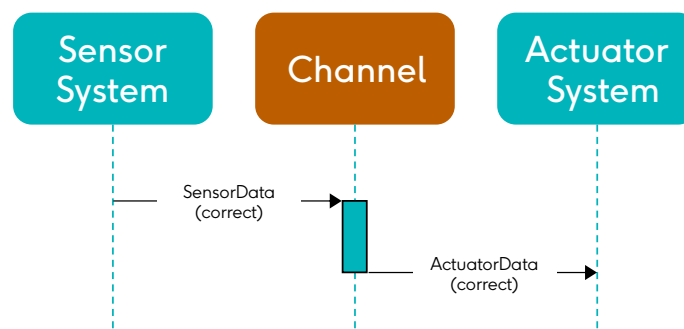 Sensor
System
Channel
Actuator
System
SensorData
(correct)
ActuatorData
(correct)